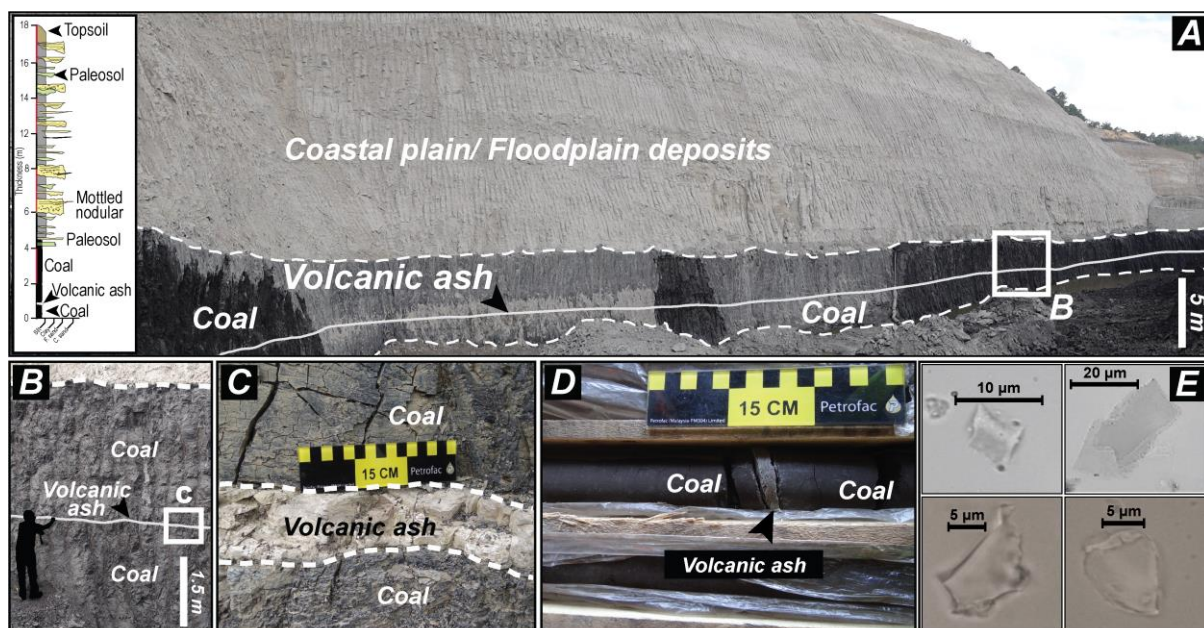 A
18
Topsoil
16
Paleosol
14
12
Thickness (m)
10
8
Mottled
nodular
6
Paleosol
4
Coal
2
Volcanic ash
0
Coal
Coastal plain/ Floodplain deposits
Volcanic ash
Coal
Coal
B
5 m
B
Coal
Volcanic
ash
C
Coal
1.5 m
C
Coal
15 CM
Petrofac
Volcanic ash
Coal
D
15 CM
Petrofac
Coal
Coal
Volcanic ash
E
10 µm
20 µm
5 µm
5 µm